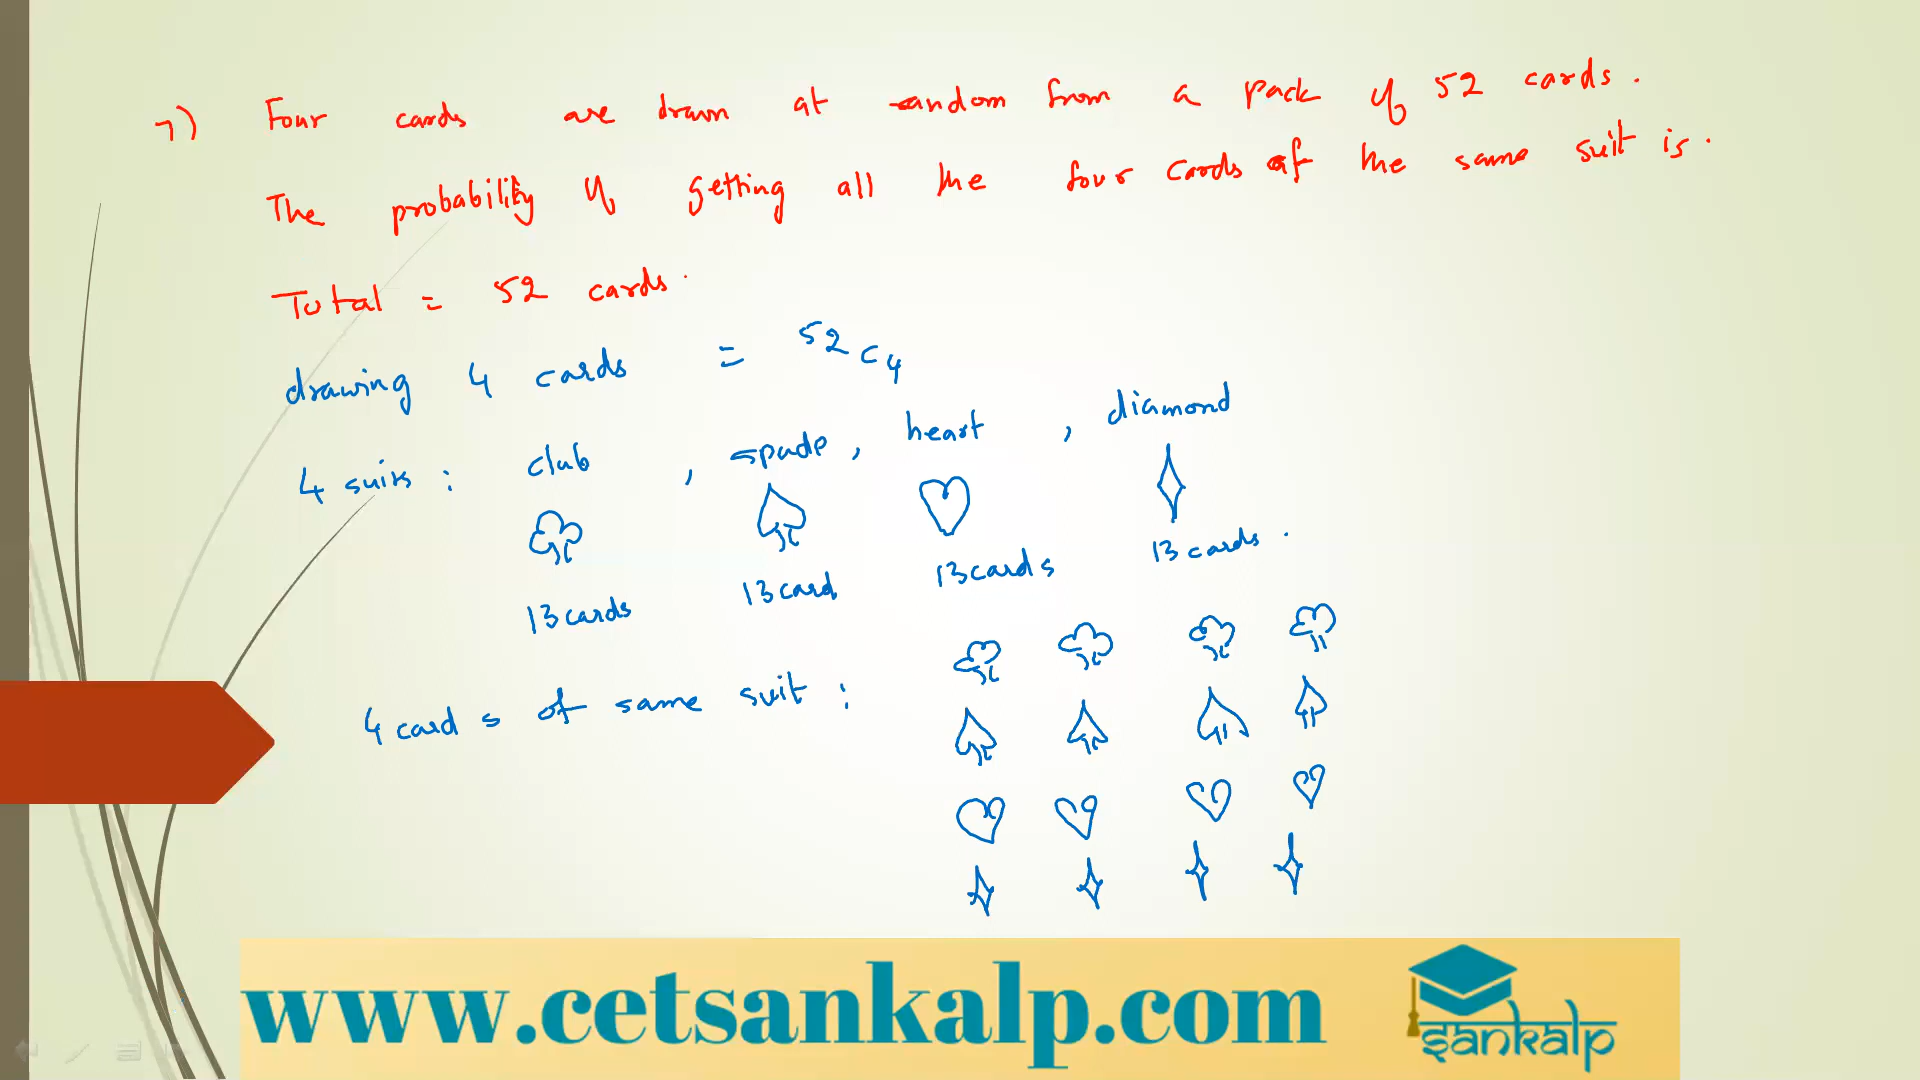 7) Four cards are drawn at random from a pack of 52 cards.
The probability of getting all the four cards of the same suit is.
Total = 52 cards.
drawing 4 cards = 52C4
4 suits : club , spade , heart , diamond
13 cards 13 card 13 cards 13 cards.
4 cards of same suit :
www.cetsankalp.com
sankalp